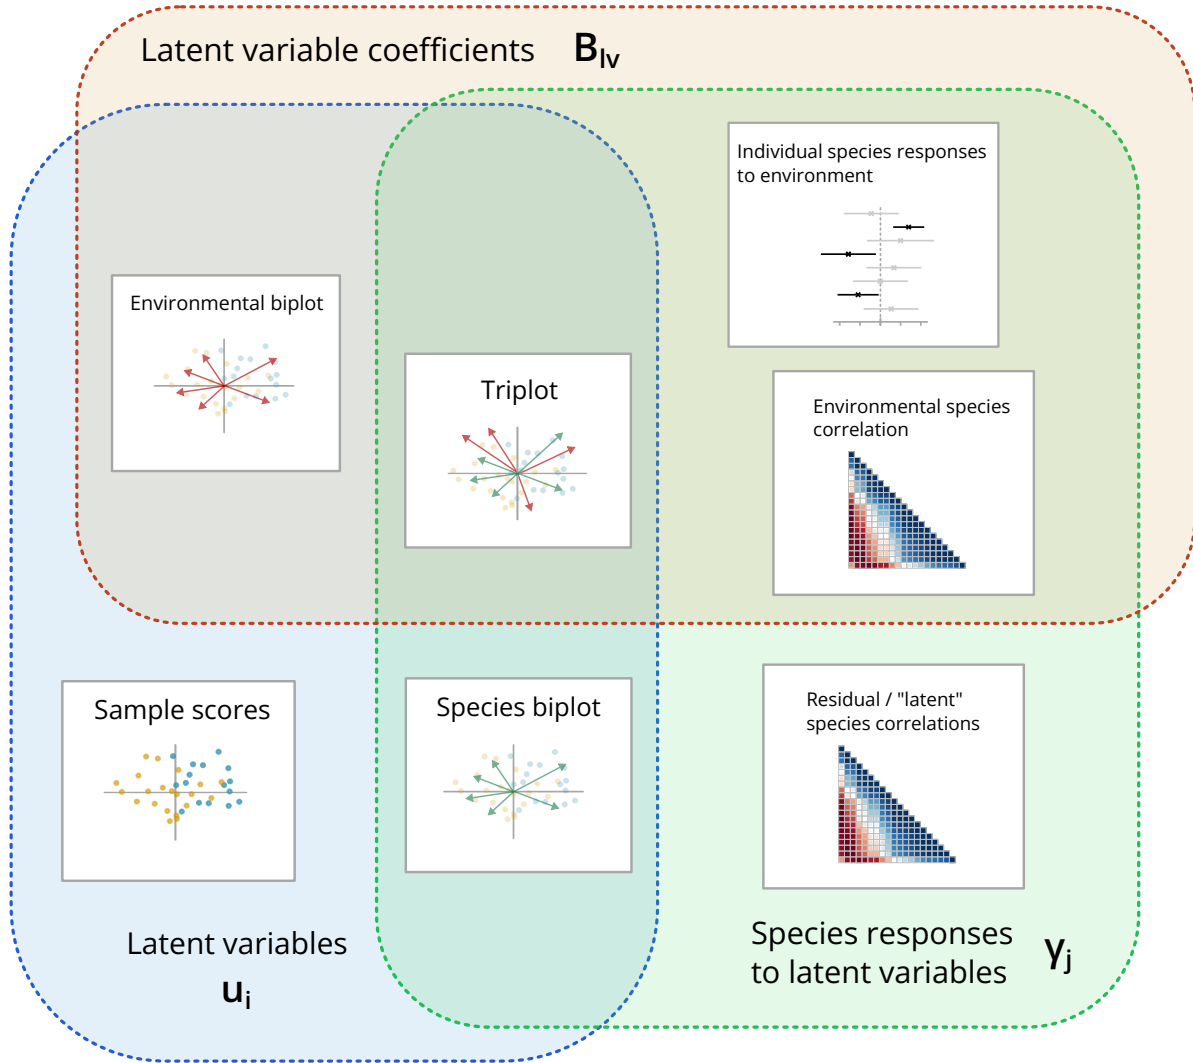 Latent variable coefficients B_lv
Individual species responses
to environment
Environmental biplot
Triplot
Environmental species
correlation
Sample scores
Species biplot
Residual / "latent"
species correlations
Latent variables
u_i
Species responses
to latent variables γ_j